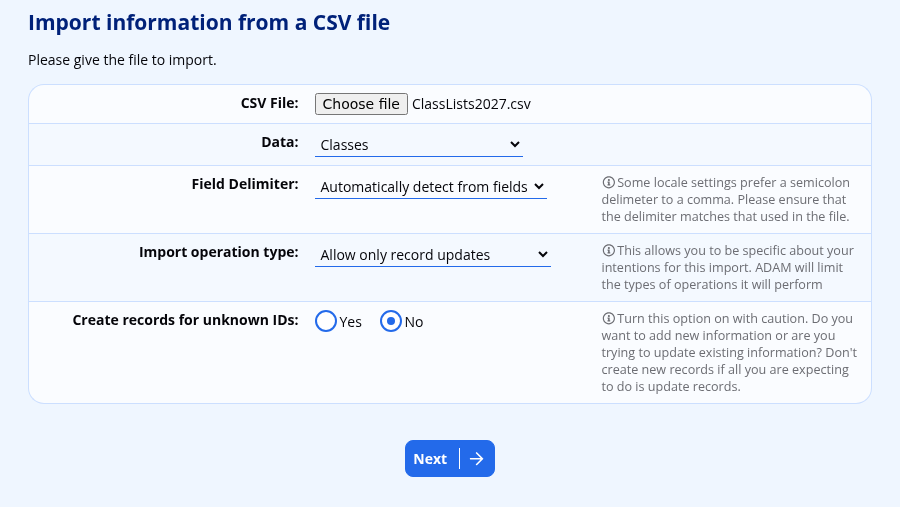 Import information from a CSV file
Please give the file to import.
CSV File: Choose file ClassLists2027.csv
Data: Classes
Field Delimiter: Automatically detect from fields
Some locale settings prefer a semicolon
delimeter to a comma. Please ensure that
the delimiter matches that used in the file.
Import operation type: Allow only record updates
This allows you to be specific about your
intentions for this import. ADAM will limit
the types of operations it will perform
Create records for unknown IDs: Yes No
Turn this option on with caution. Do you
want to add new information or are you
trying to update existing information? Don't
create new records if all you are expecting
to do is update records.
Next